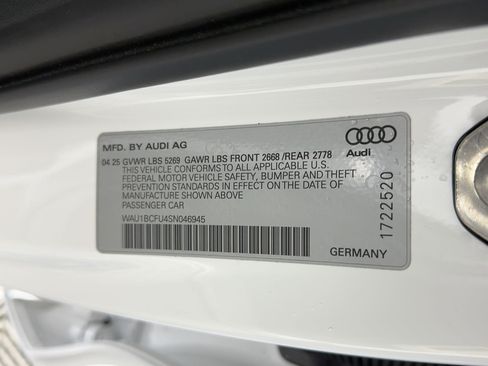 MFD. BY AUDI AG
04 25 GVWR LBS 5269 GAWR LBS FRONT 2668 /REAR 2778
THIS VEHICLE CONFORMS TO ALL APPLICABLE U.S.
FEDERAL MOTOR VEHICLE SAFETY, BUMPER AND THEFT
PREVENTION STANDARDS IN EFFECT ON THE DATE OF
MANUFACTURE SHOWN ABOVE
PASSENGER CAR
WAU1BCFU4SN046945
Audi
1722520
GERMANY